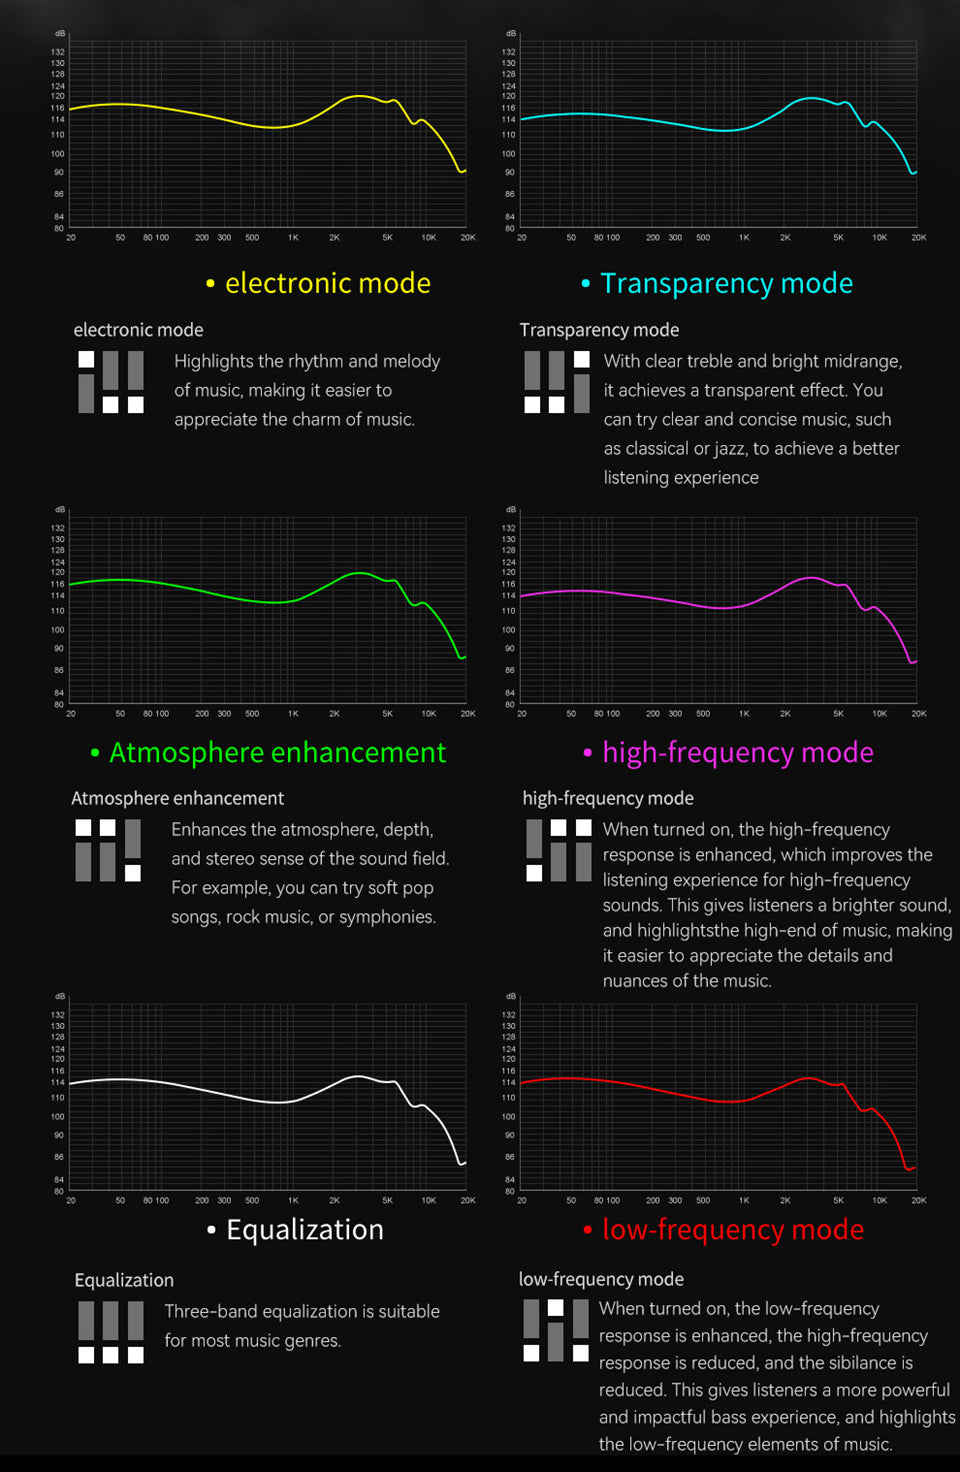 dB
132
130
128
124
120
116
114
110
100
90
86
84
80
20 50 80 100 200 300 500 1K 2K 5K 10K 20K
• electronic mode
electronic mode
Highlights the rhythm and melody
of music, making it easier to
appreciate the charm of music.
dB
132
130
128
124
120
116
114
110
100
90
86
84
80
20 50 80 100 200 300 500 1K 2K 5K 10K 20K
• Transparency mode
Transparency mode
With clear treble and bright midrange,
it achieves a transparent effect. You
can try clear and concise music, such
as classical or jazz, to achieve a better
listening experience
dB
132
130
128
124
120
116
114
110
100
90
86
84
80
20 50 80 100 200 300 500 1K 2K 5K 10K 20K
• Atmosphere enhancement
Atmosphere enhancement
Enhances the atmosphere, depth,
and stereo sense of the sound field.
For example, you can try soft pop
songs, rock music, or symphonies.
dB
132
130
128
124
120
116
114
110
100
90
86
84
80
20 50 80 100 200 300 500 1K 2K 5K 10K 20K
• high-frequency mode
high-frequency mode
When turned on, the high-frequency
response is enhanced, which improves the
listening experience for high-frequency
sounds. This gives listeners a brighter sound,
and highlightsthe high-end of music, making
it easier to appreciate the details and
nuances of the music.
dB
132
130
128
124
120
116
114
110
100
90
86
84
80
20 50 80 100 200 300 500 1K 2K 5K 10K 20K
• Equalization
Equalization
Three-band equalization is suitable
for most music genres.
dB
132
130
128
124
120
116
114
110
100
90
86
84
80
20 50 80 100 200 300 500 1K 2K 5K 10K 20K
• low-frequency mode
low-frequency mode
When turned on, the low-frequency
response is enhanced, the high-frequency
response is reduced, and the sibilance is
reduced. This gives listeners a more powerful
and impactful bass experience, and highlights
the low-frequency elements of music.